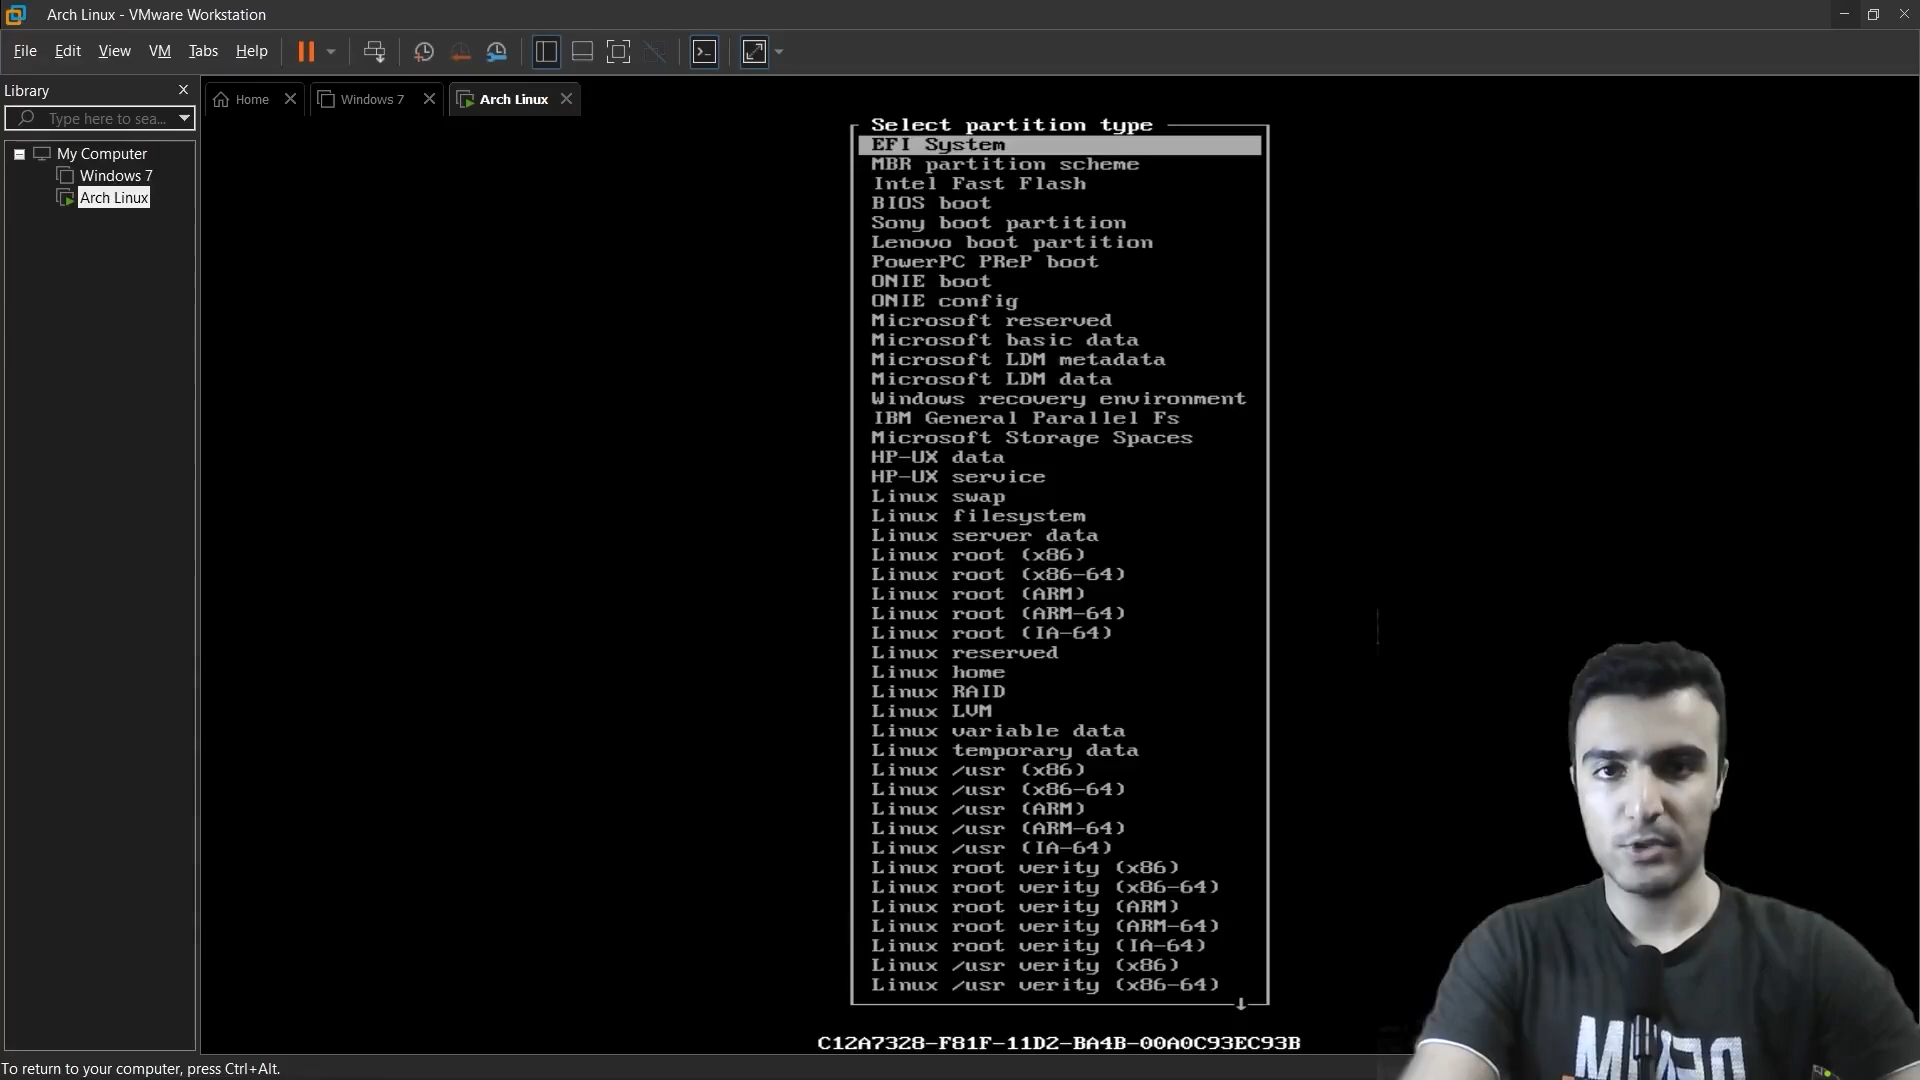 Arch Linux - VMware Workstation
File Edit View VM Tabs Help
Library
Type here to sea...
My Computer
Windows 7
Arch Linux
Home
Windows 7
Arch Linux
Select partition type
EFI System
MBR partition scheme
Intel Fast Flash
BIOS boot
Sony boot partition
Lenovo boot partition
PowerPC PReP boot
ONIE boot
ONIE config
Microsoft reserved
Microsoft basic data
Microsoft LDM metadata
Microsoft LDM data
Windows recovery environment
IBM General Parallel Fs
Microsoft Storage Spaces
HP-UX data
HP-UX service
Linux swap
Linux filesystem
Linux server data
Linux root (x86)
Linux root (x86-64)
Linux root (ARM)
Linux root (ARM-64)
Linux root (IA-64)
Linux reserved
Linux home
Linux RAID
Linux LVM
Linux variable data
Linux temporary data
Linux /usr (x86)
Linux /usr (x86-64)
Linux /usr (ARM)
Linux /usr (ARM-64)
Linux /usr (IA-64)
Linux root verity (x86)
Linux root verity (x86-64)
Linux root verity (ARM)
Linux root verity (ARM-64)
Linux root verity (IA-64)
Linux /usr verity (x86)
Linux /usr verity (x86-64)
C12A7328-F81F-11D2-BA4B-00A0C93EC93B
To return to your computer, press Ctrl+Alt.